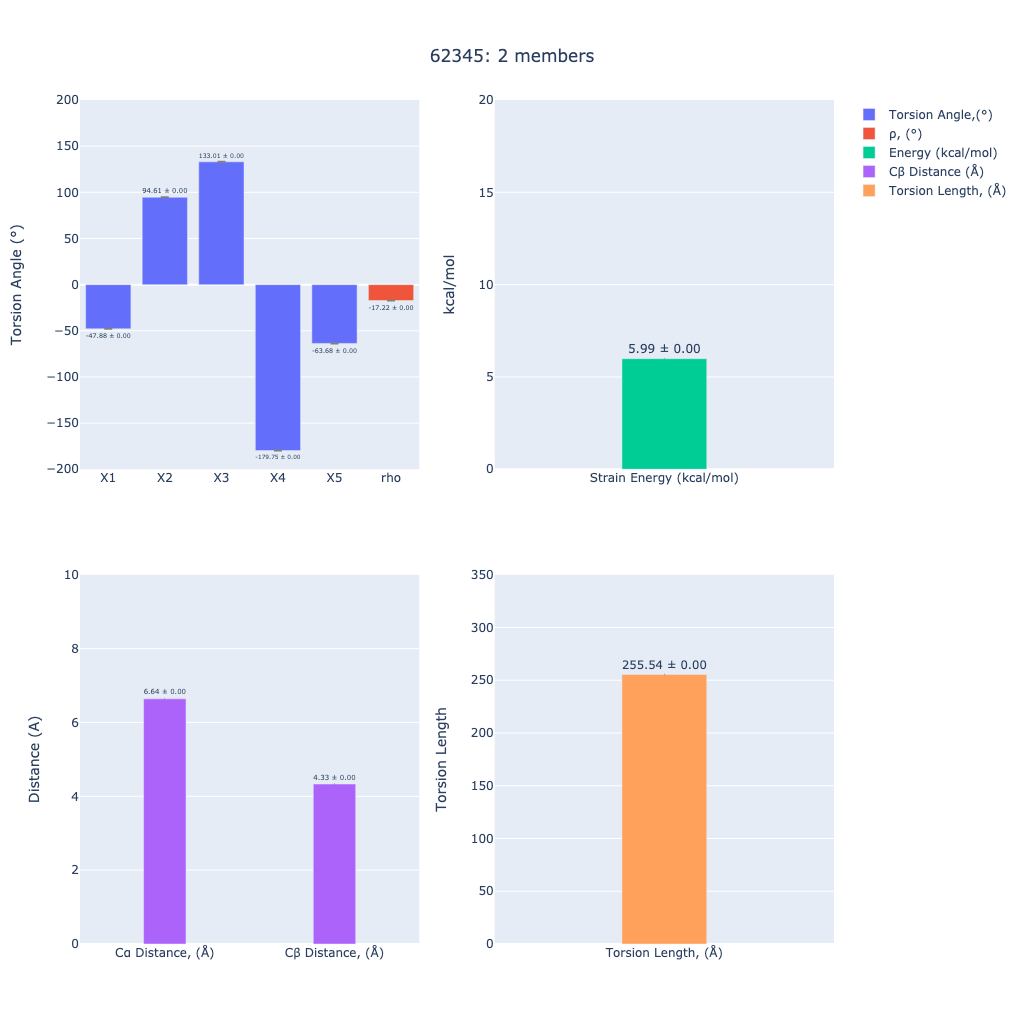 62345: 2 members
200
150
100
50
0
−50
−100
−150
−200
Torsion Angle (°)
-47.88 ± 0.00
94.61 ± 0.00
133.01 ± 0.00
-179.75 ± 0.00
-63.68 ± 0.00
-17.22 ± 0.00
X1 X2 X3 X4 X5 rho
20
15
10
5
0
kcal/mol
5.99 ± 0.00
Strain Energy (kcal/mol)
Torsion Angle,(°)
ρ, (°)
Energy (kcal/mol)
Cβ Distance (Å)
Torsion Length, (Å)
10
8
6
4
2
0
Distance (A)
6.64 ± 0.00
4.33 ± 0.00
Cα Distance, (Å) Cβ Distance, (Å)
350
300
250
200
150
100
50
0
Torsion Length
255.54 ± 0.00
Torsion Length, (Å)